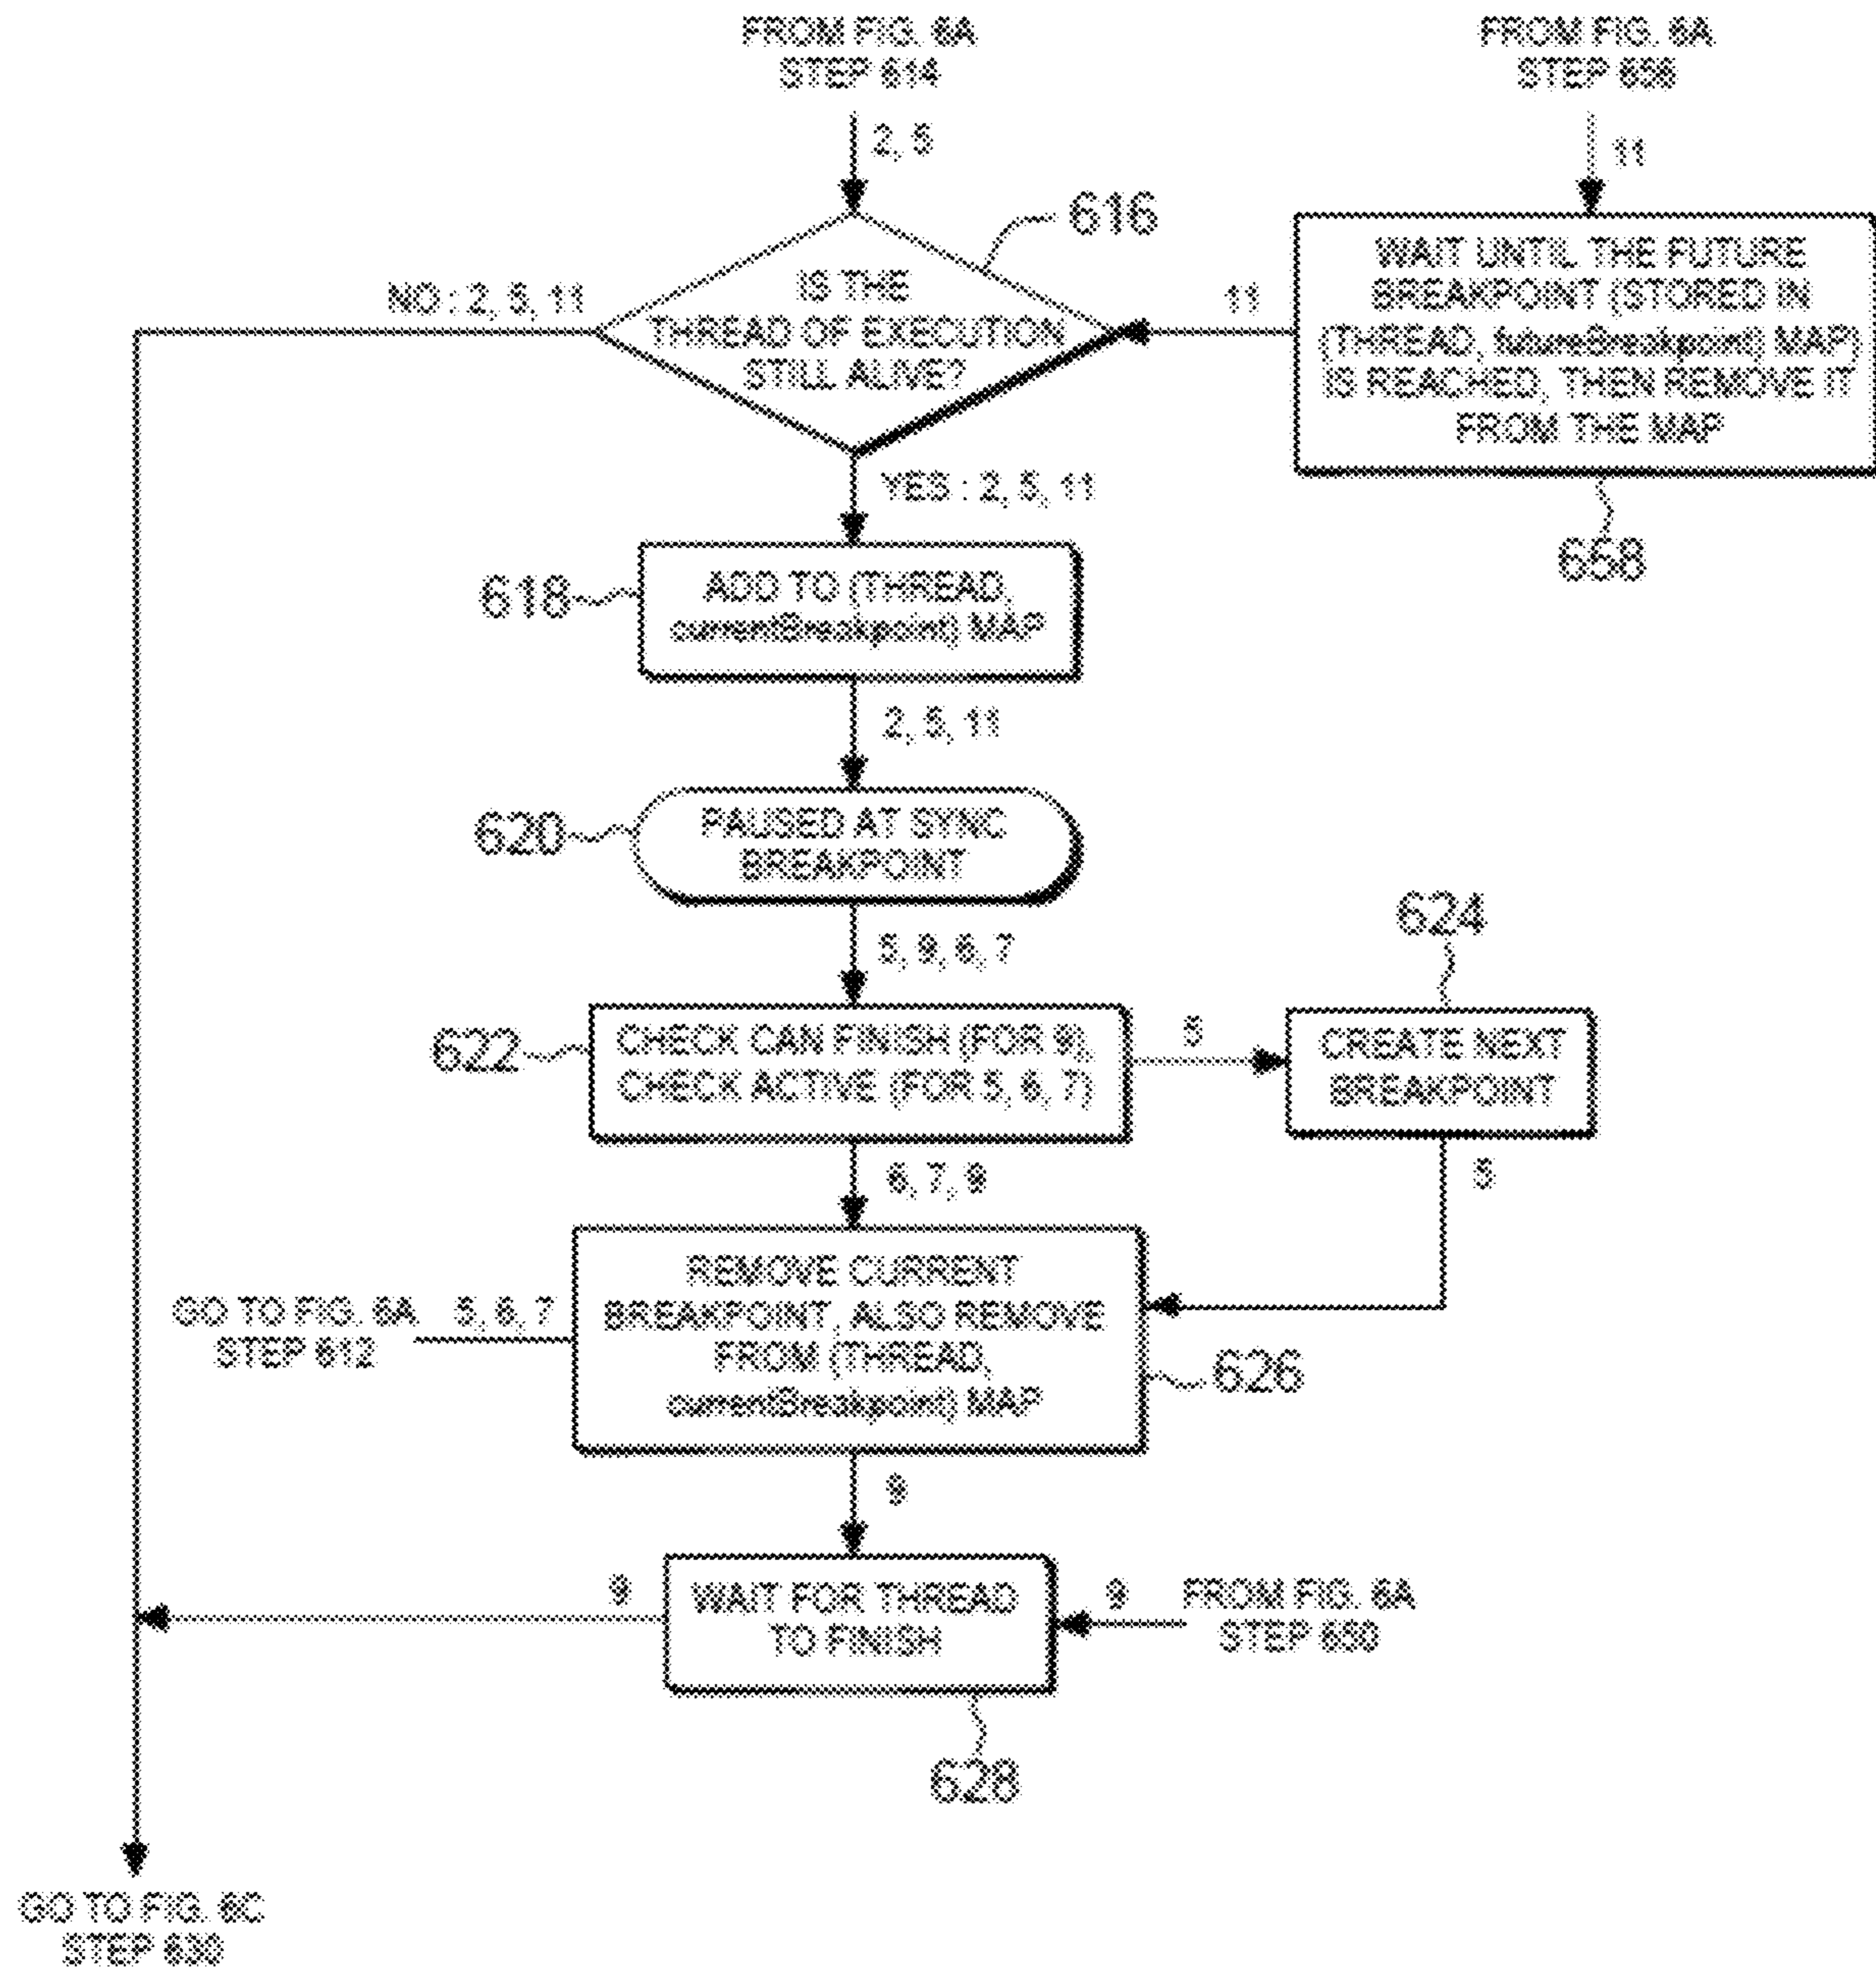 FROM FIG. 6A
STEP 614
2, 5
FROM FIG. 6A
STEP 656
11
616
IS THE
THREAD OF EXECUTION
STILL ALIVE?
NO : 2, 5, 11
11
WAIT UNTIL THE FUTURE
BREAKPOINT (STORED IN
(THREAD, futureBreakpoint) MAP)
IS REACHED, THEN REMOVE IT
FROM THE MAP
658
YES : 2, 5, 11
618
ADD TO (THREAD,
currentBreakpoint) MAP
2, 5, 11
620
PAUSED AT SYNC
BREAKPOINT
5, 9, 6, 7
622
CHECK CAN FINISH (FOR 9),
CHECK ACTIVE (FOR 5, 6, 7)
5
624
CREATE NEXT
BREAKPOINT
5
6, 7, 9
REMOVE CURRENT
BREAKPOINT, ALSO REMOVE
FROM (THREAD,
currentBreakpoint) MAP
626
GO TO FIG. 6A
STEP 612
5, 6, 7
9
9
WAIT FOR THREAD
TO FINISH
628
9
FROM FIG. 6A
STEP 650
GO TO FIG. 6C
STEP 630